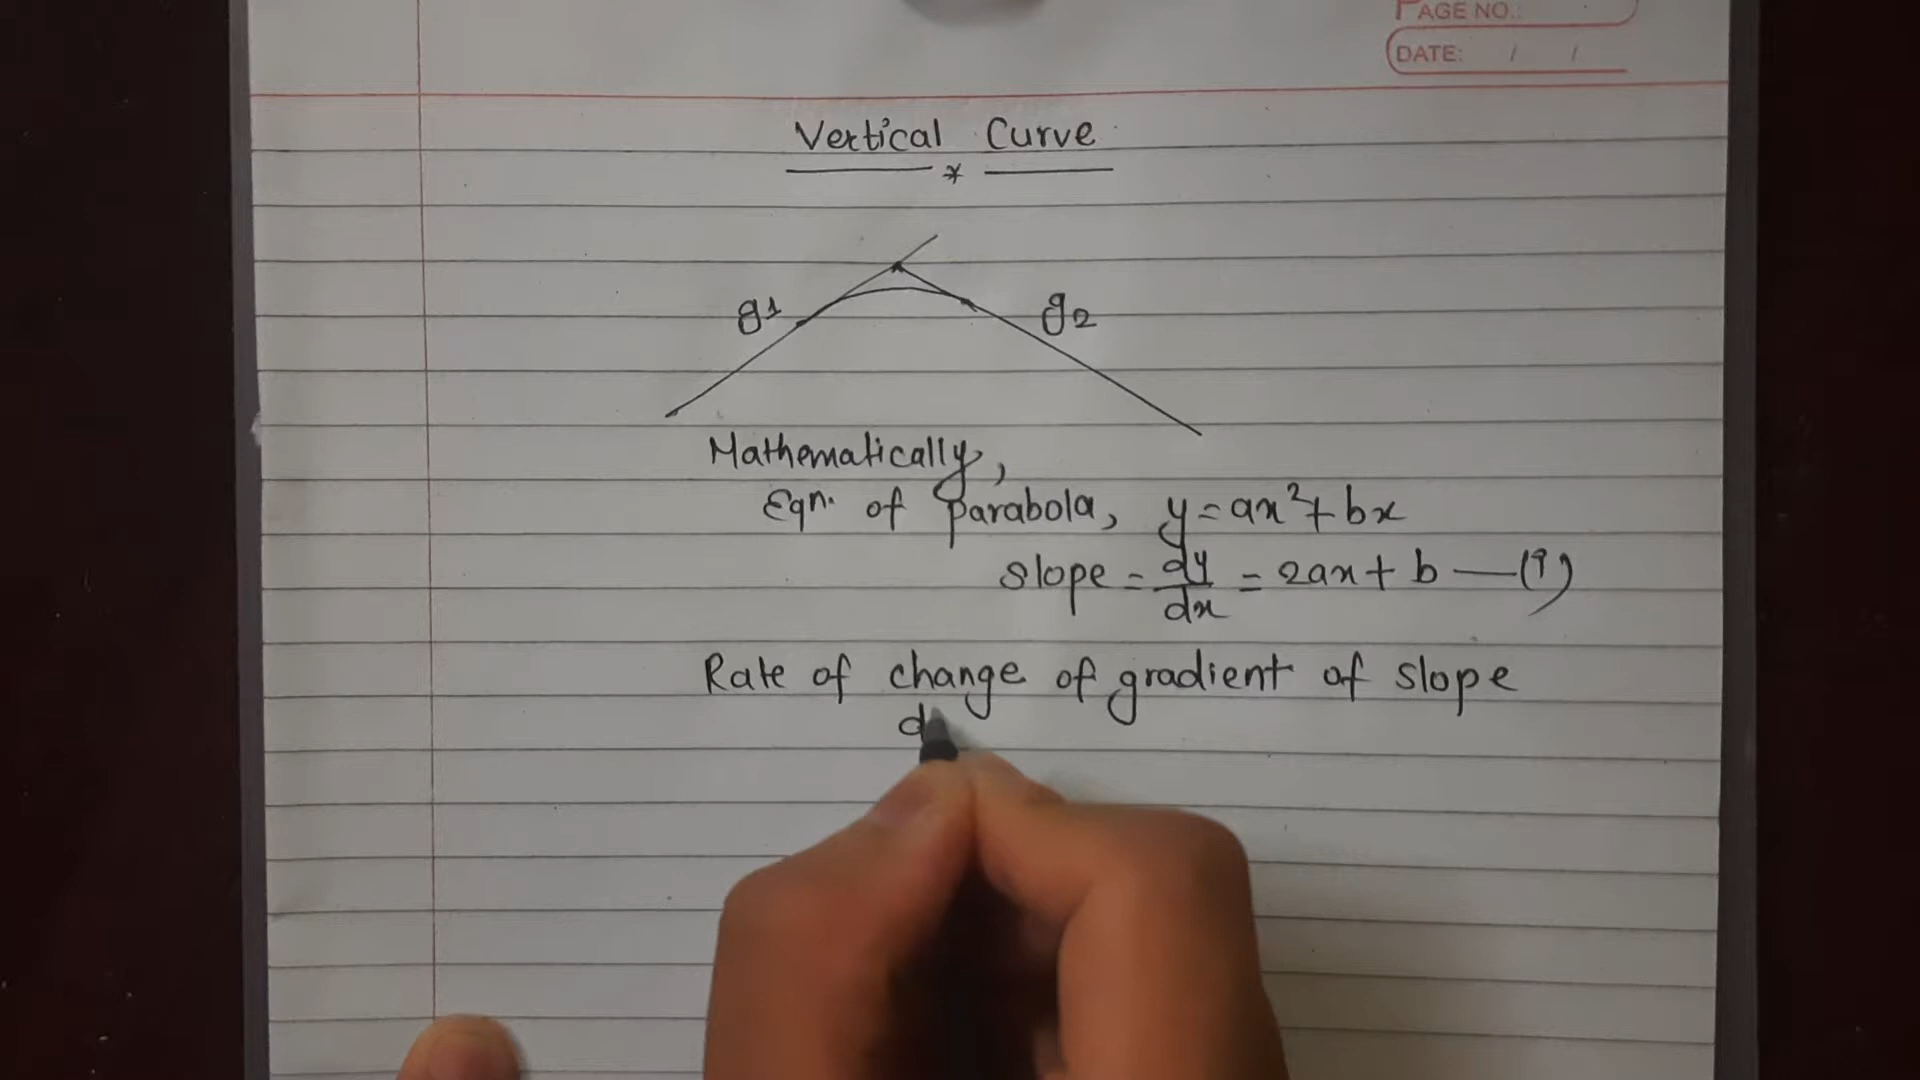 PAGE NO.:
DATE: / /
Vertical Curve
*
g1
g2
Mathematically,
Eqn. of parabola, y = ax² + bx
slope = dy/dx = 2ax + b — (i)
Rate of change of gradient of slope
d